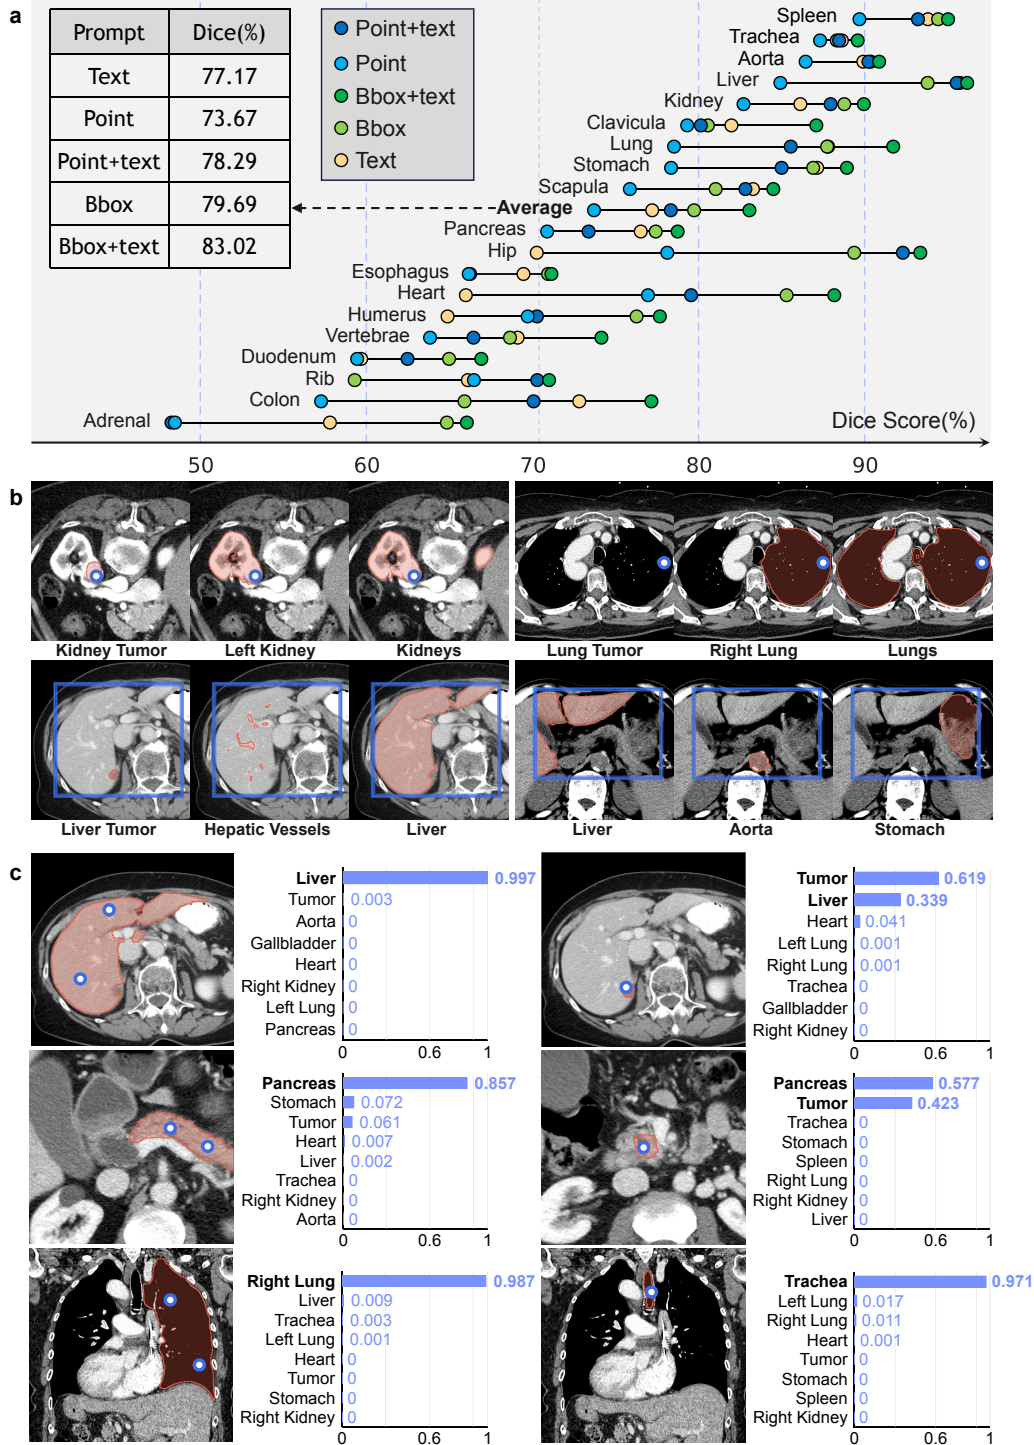 a
Prompt Dice(%)
Text 77.17
Point 73.67
Point+text 78.29
Bbox 79.69
Bbox+text 83.02
Point+text
Point
Bbox+text
Bbox
Text
Spleen
Trachea
Aorta
Liver
Kidney
Clavicula
Lung
Stomach
Scapula
Average
Pancreas
Hip
Esophagus
Heart
Humerus
Vertebrae
Duodenum
Rib
Colon
Adrenal
Dice Score(%)
50 60 70 80 90
b
Kidney Tumor Left Kidney Kidneys Lung Tumor Right Lung Lungs
Liver Tumor Hepatic Vessels Liver Liver Aorta Stomach
c
Liver 0.997
Tumor 0.003
Aorta 0
Gallbladder 0
Heart 0
Right Kidney 0
Left Lung 0
Pancreas 0
0 0.6 1
Tumor 0.619
Liver 0.339
Heart 0.041
Left Lung 0.001
Right Lung 0.001
Trachea 0
Gallbladder 0
Right Kidney 0
0 0.6 1
Pancreas 0.857
Stomach 0.072
Tumor 0.061
Heart 0.007
Liver 0.002
Trachea 0
Right Kidney 0
Aorta 0
0 0.6 1
Pancreas 0.577
Tumor 0.423
Trachea 0
Stomach 0
Spleen 0
Right Lung 0
Right Kidney 0
Liver 0
0 0.6 1
Right Lung 0.987
Liver 0.009
Trachea 0.003
Left Lung 0.001
Heart 0
Tumor 0
Stomach 0
Right Kidney 0
0 0.6 1
Trachea 0.971
Left Lung 0.017
Right Lung 0.011
Heart 0.001
Tumor 0
Stomach 0
Spleen 0
Right Kidney 0
0 0.6 1